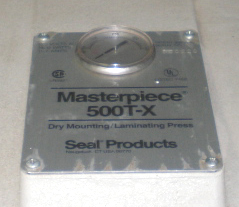 Masterpiece®
500T-X
Dry Mounting/Laminating Press
Seal Products